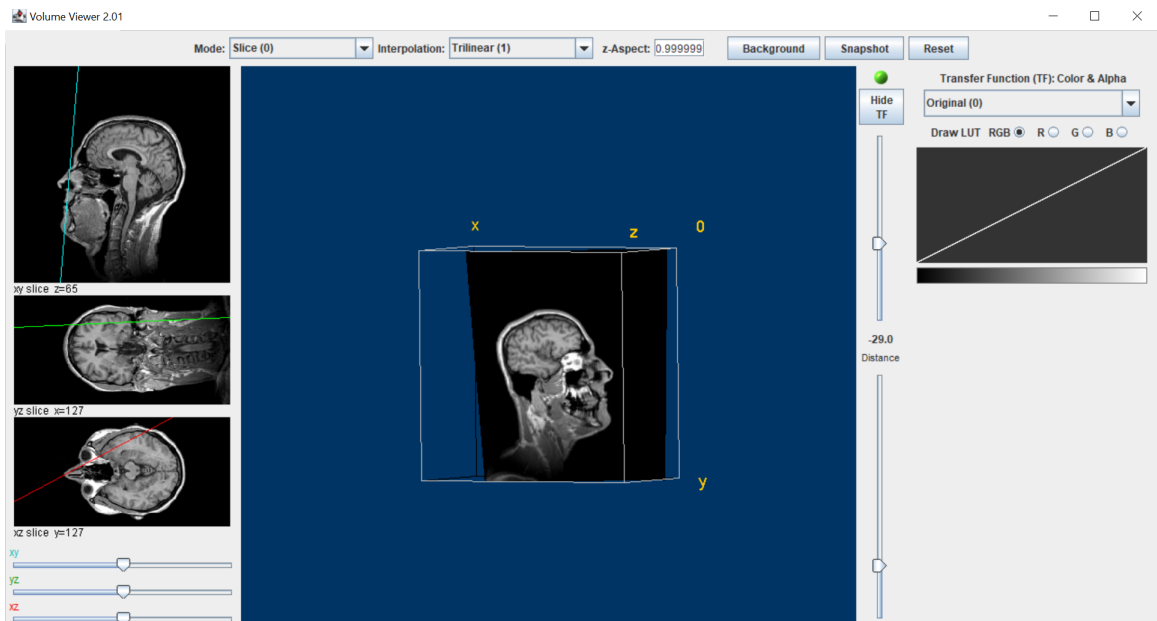 Volume Viewer 2.01
Mode: Slice (0) Interpolation: Trilinear (1) z-Aspect: 0.999999 Background Snapshot Reset
Transfer Function (TF): Color & Alpha
Hide
TF
Original (0)
Draw LUT RGB R G B
x
z
0
y
xy slice z=65
yz slice x=127
xz slice y=127
-29.0
Distance
xy
yz
xz